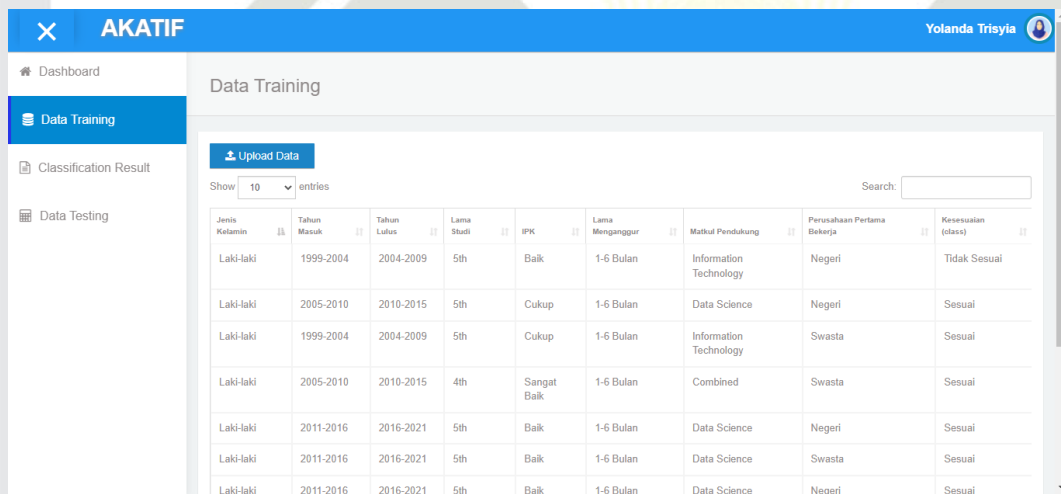 AKATIF
Yolanda Trisyia
Dashboard
Data Training
Classification Result
Data Testing
Data Training
Upload Data
Show 10 entries
Search:
Jenis Kelamin Tahun Masuk Tahun Lulus Lama Studi IPK Lama Menganggur Matkul Pendukung Perusahaan Pertama Bekerja Kesesuaian (class)
Laki-laki 1999-2004 2004-2009 5th Baik 1-6 Bulan Information Technology Negeri Tidak Sesuai
Laki-laki 2005-2010 2010-2015 5th Cukup 1-6 Bulan Data Science Negeri Sesuai
Laki-laki 1999-2004 2004-2009 5th Cukup 1-6 Bulan Information Technology Swasta Sesuai
Laki-laki 2005-2010 2010-2015 4th Sangat Baik 1-6 Bulan Combined Swasta Sesuai
Laki-laki 2011-2016 2016-2021 5th Baik 1-6 Bulan Data Science Negeri Sesuai
Laki-laki 2011-2016 2016-2021 5th Baik 1-6 Bulan Data Science Swasta Sesuai
Laki-laki 2011-2016 2016-2021 5th Baik 1-6 Bulan Data Science Negeri Sesuai